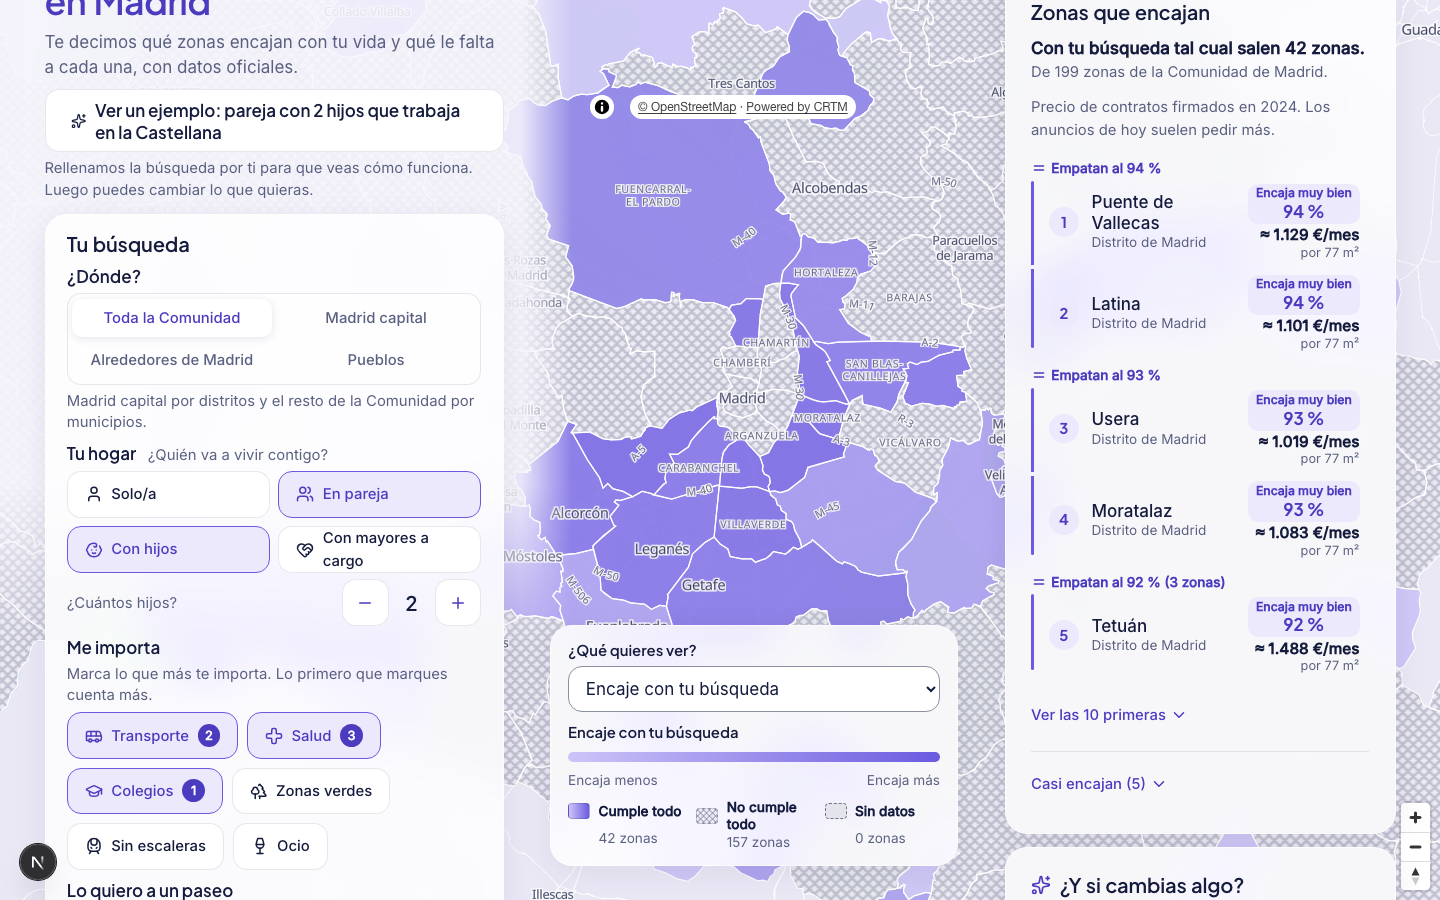 en Madrid
Te decimos qué zonas encajan con tu vida y qué le falta
a cada una, con datos oficiales.
Ver un ejemplo: pareja con 2 hijos que trabaja
en la Castellana
Rellenamos la búsqueda por ti para que veas cómo funciona.
Luego puedes cambiar lo que quieras.
Tu búsqueda
¿Dónde?
Toda la Comunidad
Madrid capital
Alrededores de Madrid
Pueblos
Madrid capital por distritos y el resto de la Comunidad por
municipios.
Tu hogar ¿Quién va a vivir contigo?
Solo/a
En pareja
Con hijos
Con mayores a
cargo
¿Cuántos hijos?
2
Me importa
Marca lo que más te importa. Lo primero que marques
cuenta más.
Transporte 2
Salud 3
Colegios 1
Zonas verdes
Sin escaleras
Ocio
Lo quiero a un paseo
N
Collado Villalba
Tres Cantos
© OpenStreetMap · Powered by CRTM
FUENCARRAL-
EL PARDO
Alcobendas
M-50
M-40
M-12
Paracuellos
de Jarama
HORTALEZA
M-11
BARAJAS
M-30
CHAMARTÍN
A-2
CHAMBERÍ
SAN BLAS-
CANILLEJAS
M-30
Madrid
MORATALAZ
R-3
ARGANZUELA
A-3
VICÁLVARO
A-5
CARABANCHEL
M-40
Alcorcón
VILLAVERDE
M-45
Móstoles
Leganés
M-50
Getafe
M-506
Fuenlabrada
Illescas
¿Qué quieres ver?
Encaje con tu búsqueda
Encaje con tu búsqueda
Encaja menos
Encaja más
Cumple todo
42 zonas
No cumple
todo
157 zonas
Sin datos
0 zonas
Zonas que encajan
Con tu búsqueda tal cual salen 42 zonas.
De 199 zonas de la Comunidad de Madrid.
Precio de contratos firmados en 2024. Los
anuncios de hoy suelen pedir más.
= Empatan al 94 %
1
Puente de
Vallecas
Distrito de Madrid
Encaja muy bien
94 %
≈ 1.129 €/mes
por 77 m²
2
Latina
Distrito de Madrid
Encaja muy bien
94 %
≈ 1.101 €/mes
por 77 m²
= Empatan al 93 %
3
Usera
Distrito de Madrid
Encaja muy bien
93 %
≈ 1.019 €/mes
por 77 m²
4
Moratalaz
Distrito de Madrid
Encaja muy bien
93 %
≈ 1.083 €/mes
por 77 m²
= Empatan al 92 % (3 zonas)
5
Tetuán
Distrito de Madrid
Encaja muy bien
92 %
≈ 1.488 €/mes
por 77 m²
Ver las 10 primeras
Casi encajan (5)
¿Y si cambias algo?